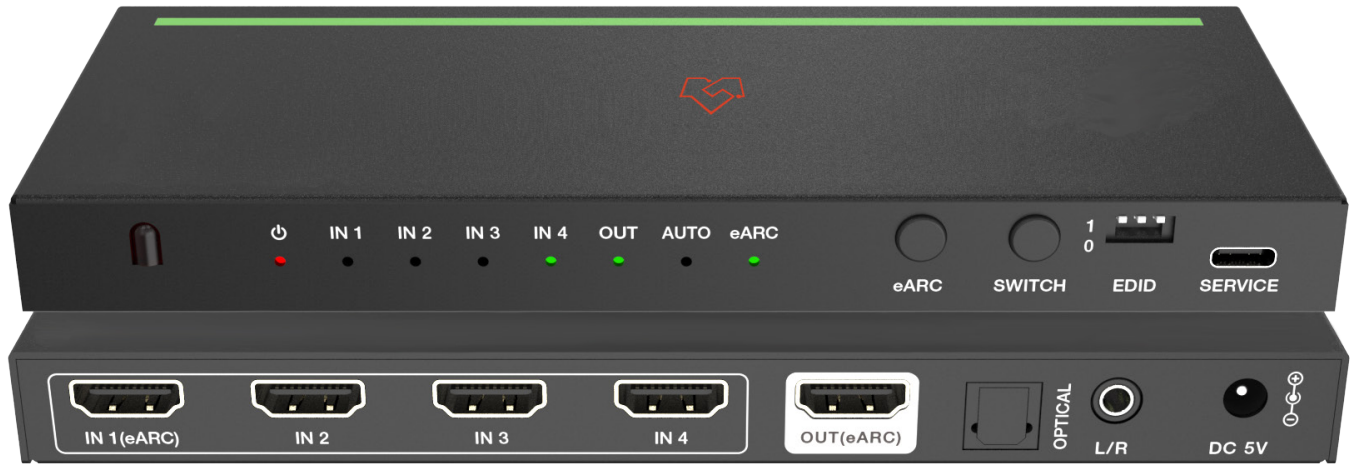 IN 1 IN 2 IN 3 IN 4 OUT AUTO eARC
1
0
eARC SWITCH EDID SERVICE
IN 1(eARC) IN 2 IN 3 IN 4 OUT(eARC) OPTICAL L/R DC 5V